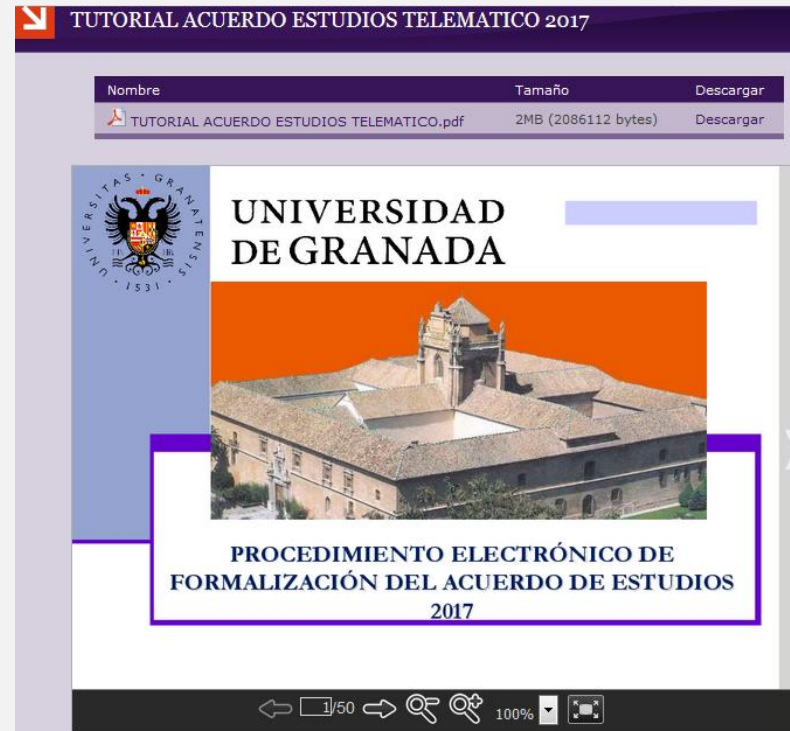 TUTORIAL ACUERDO ESTUDIOS TELEMATICO 2017
Nombre Tamaño Descargar
TUTORIAL ACUERDO ESTUDIOS TELEMATICO.pdf 2MB (2086112 bytes) Descargar
UNIVERSITAS · GRANATENSIS
· 1531 ·
UNIVERSIDAD
DE GRANADA
PROCEDIMIENTO ELECTRÓNICO DE
FORMALIZACIÓN DEL ACUERDO DE ESTUDIOS
2017
1/50 100%